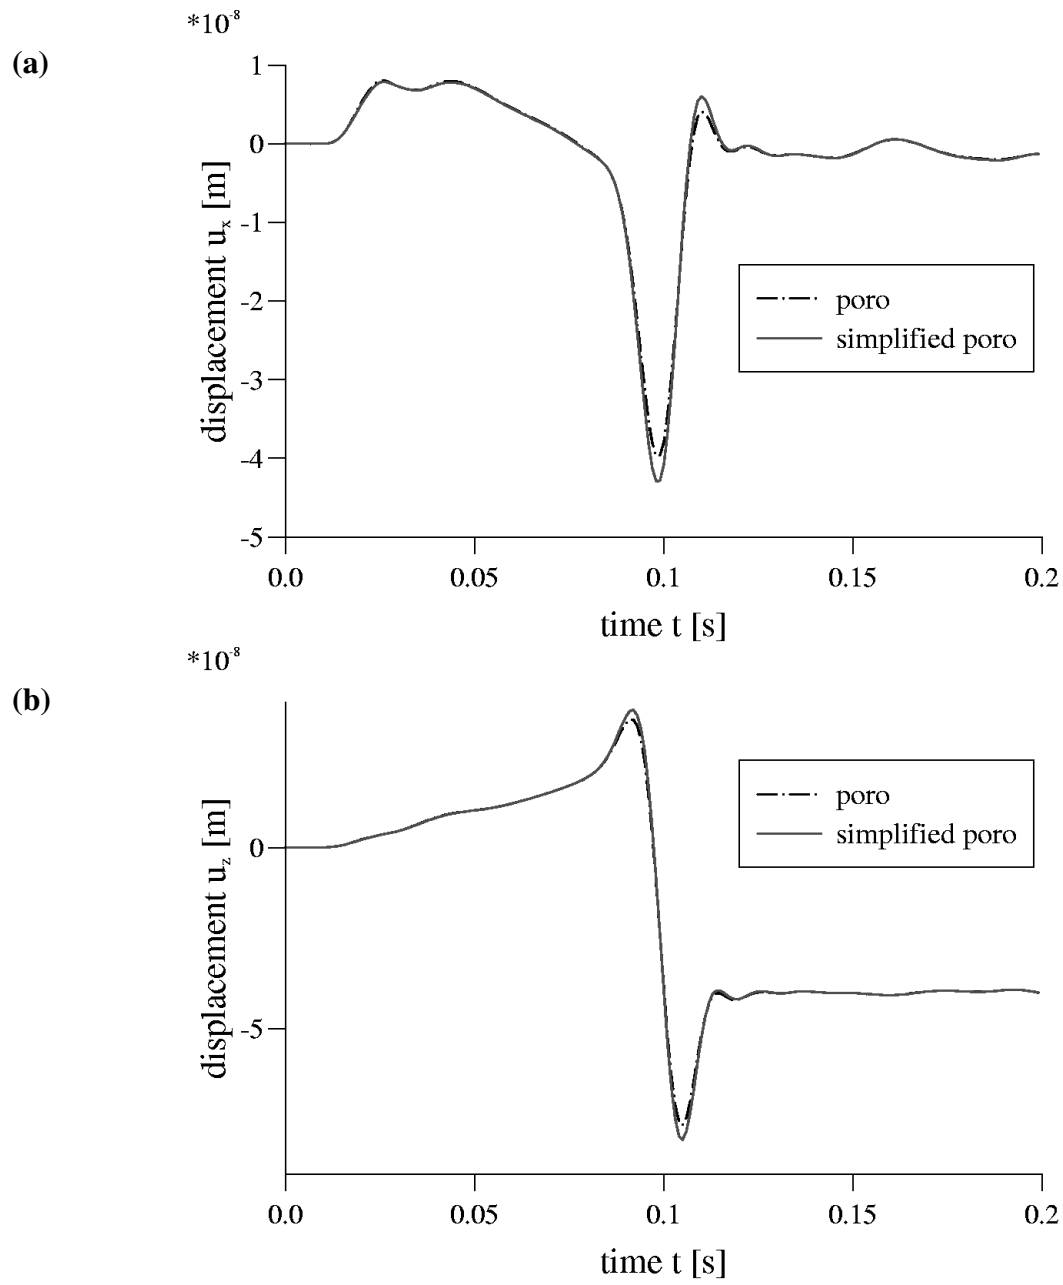 *10⁻⁸
(a)
1
0
-1
-2
-3
-4
-5
displacement uₓ [m]
poro
simplified poro
0.0 0.05 0.1 0.15 0.2
time t [s]
*10⁻⁸
(b)
0
-5
displacement u_z [m]
poro
simplified poro
0.0 0.05 0.1 0.15 0.2
time t [s]